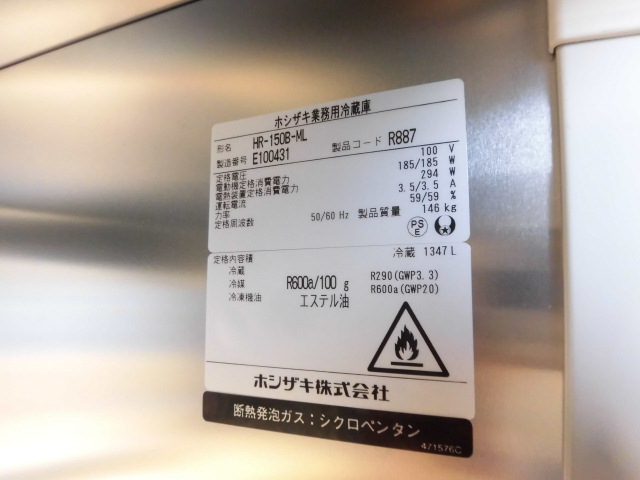 ホシザキ業務用冷蔵庫
形名 HR-150B-ML
製造番号 E100431 製品コード R887
定格電圧 100 V
電動機定格消費電力 185/185 W
電熱装置定格消費電力 294 W
運転電流 3.5/3.5 A
力率 59/59 %
定格周波数 50/60 Hz 製品質量 146 kg
PS
E
定格内容積 冷蔵 1347 L
冷蔵
冷媒 R600a/100 g R290(GWP3.3)
冷凍機油 エステル油 R600a(GWP20)
ホシザキ株式会社
断熱発泡ガス：シクロペンタン
471576C